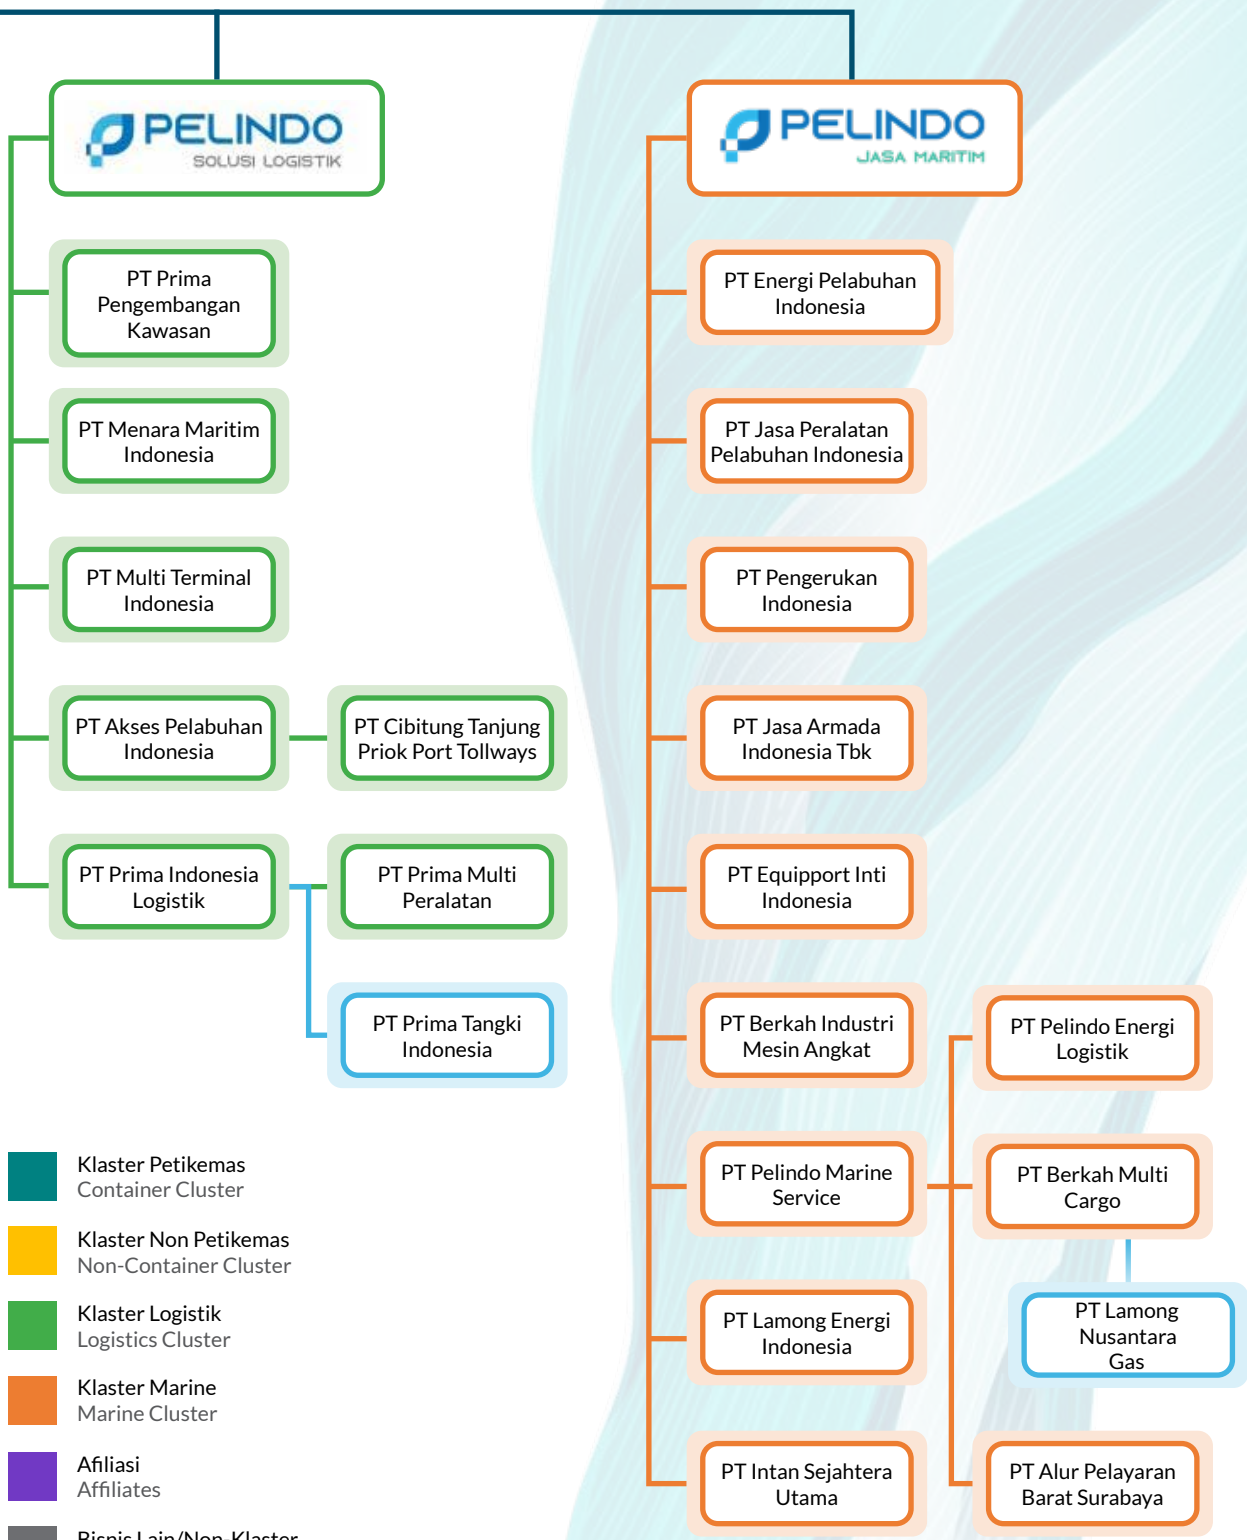 PELINDO
SOLUSI LOGISTIK
PT Prima
Pengembangan
Kawasan
PT Menara Maritim
Indonesia
PT Multi Terminal
Indonesia
PT Akses Pelabuhan
Indonesia
PT Cibitung Tanjung
Priok Port Tollways
PT Prima Indonesia
Logistik
PT Prima Multi
Peralatan
PT Prima Tangki
Indonesia
PELINDO
JASA MARITIM
PT Energi Pelabuhan
Indonesia
PT Jasa Peralatan
Pelabuhan Indonesia
PT Pengerukan
Indonesia
PT Jasa Armada
Indonesia Tbk
PT Equipport Inti
Indonesia
PT Berkah Industri
Mesin Angkat
PT Pelindo Marine
Service
PT Pelindo Energi
Logistik
PT Berkah Multi
Cargo
PT Lamong
Nusantara
Gas
PT Alur Pelayaran
Barat Surabaya
PT Lamong Energi
Indonesia
PT Intan Sejahtera
Utama
Klaster Petikemas
Container Cluster
Klaster Non Petikemas
Non-Container Cluster
Klaster Logistik
Logistics Cluster
Klaster Marine
Marine Cluster
Afiliasi
Affiliates
Bisnis Lain/Non-Klaster